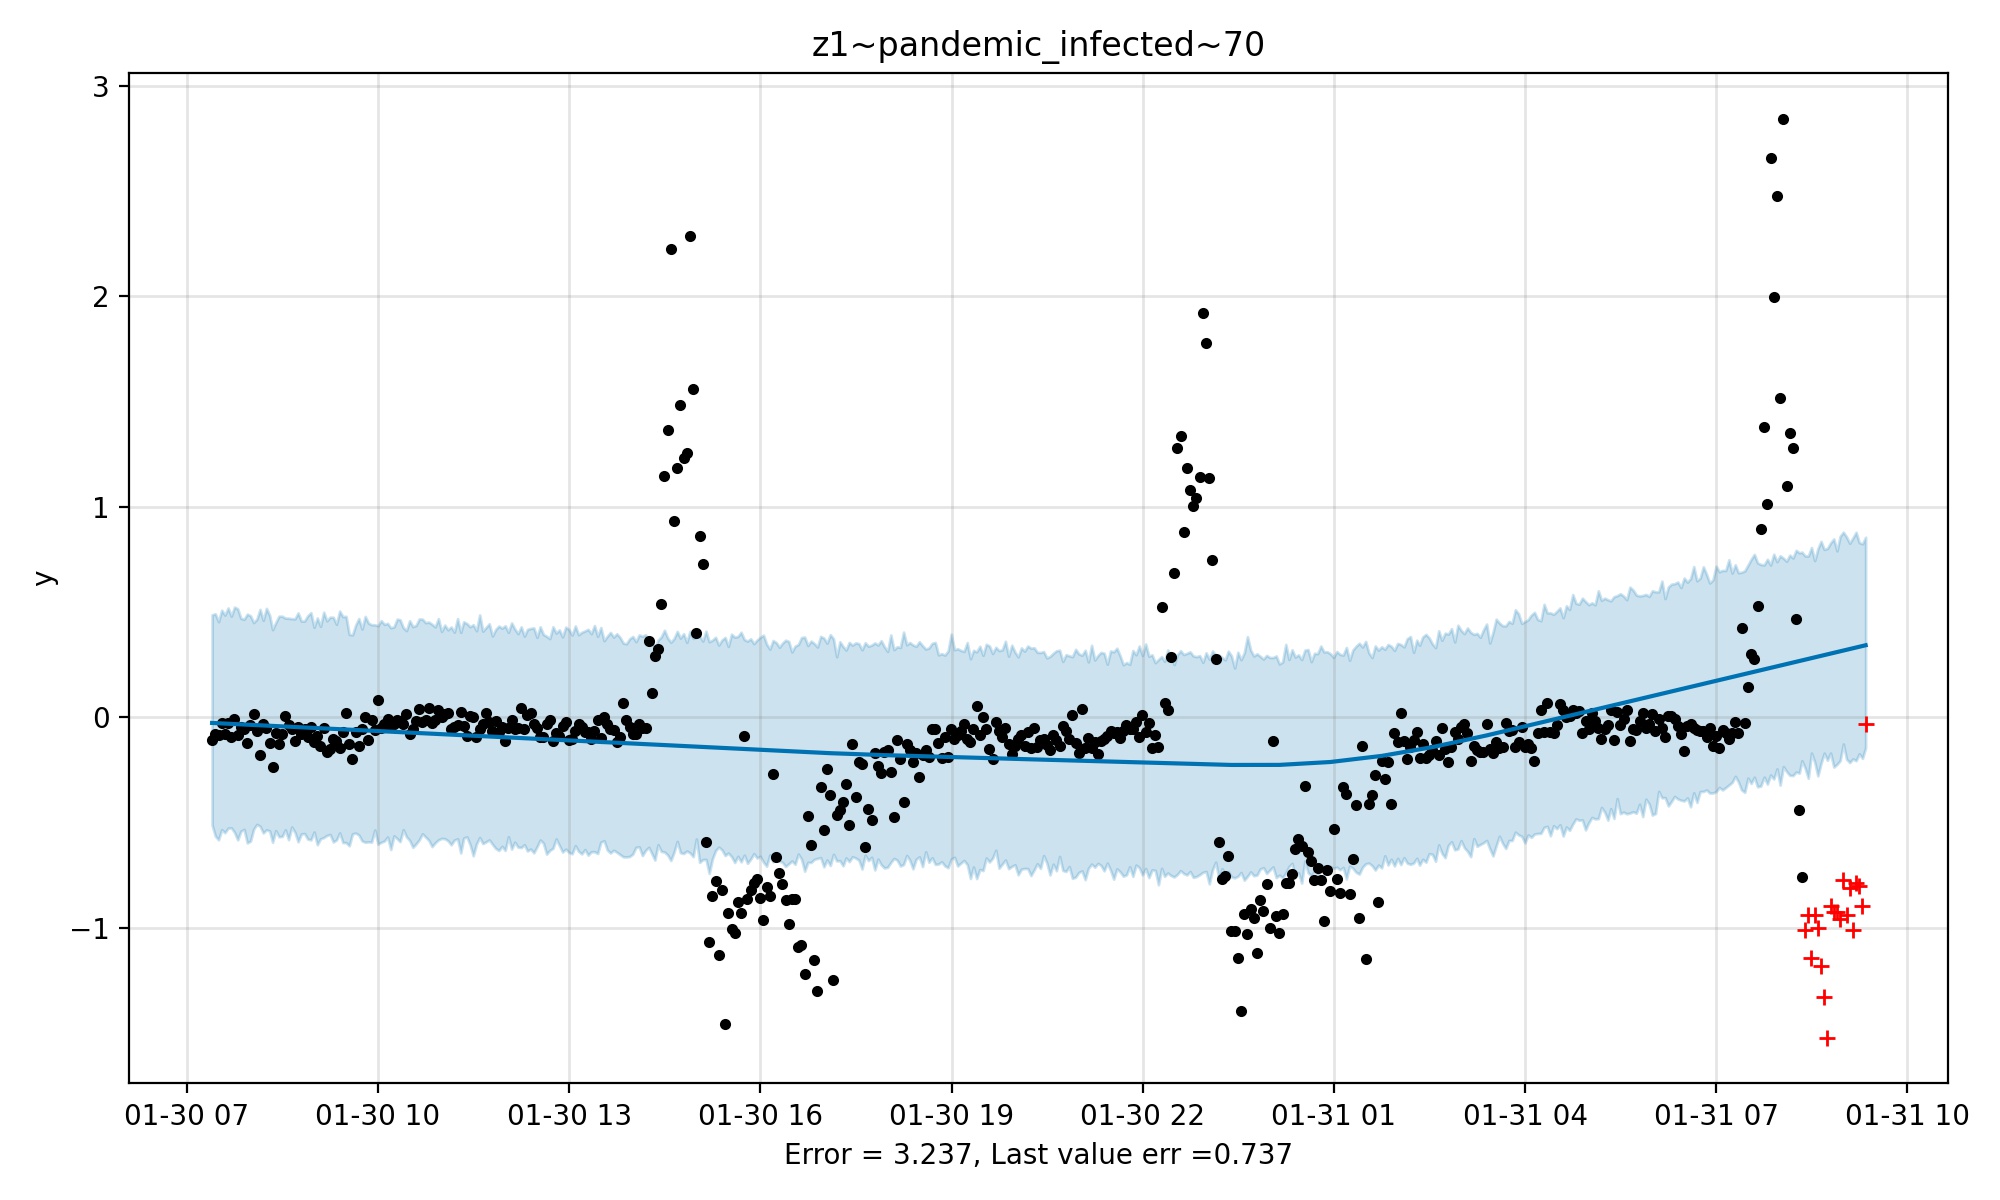 z1~pandemic_infected~70
3
2
1
0
−1
y
01-30 07 01-30 10 01-30 13 01-30 16 01-30 19 01-30 22 01-31 01 01-31 04 01-31 07 01-31 10
Error = 3.237, Last value err =0.737